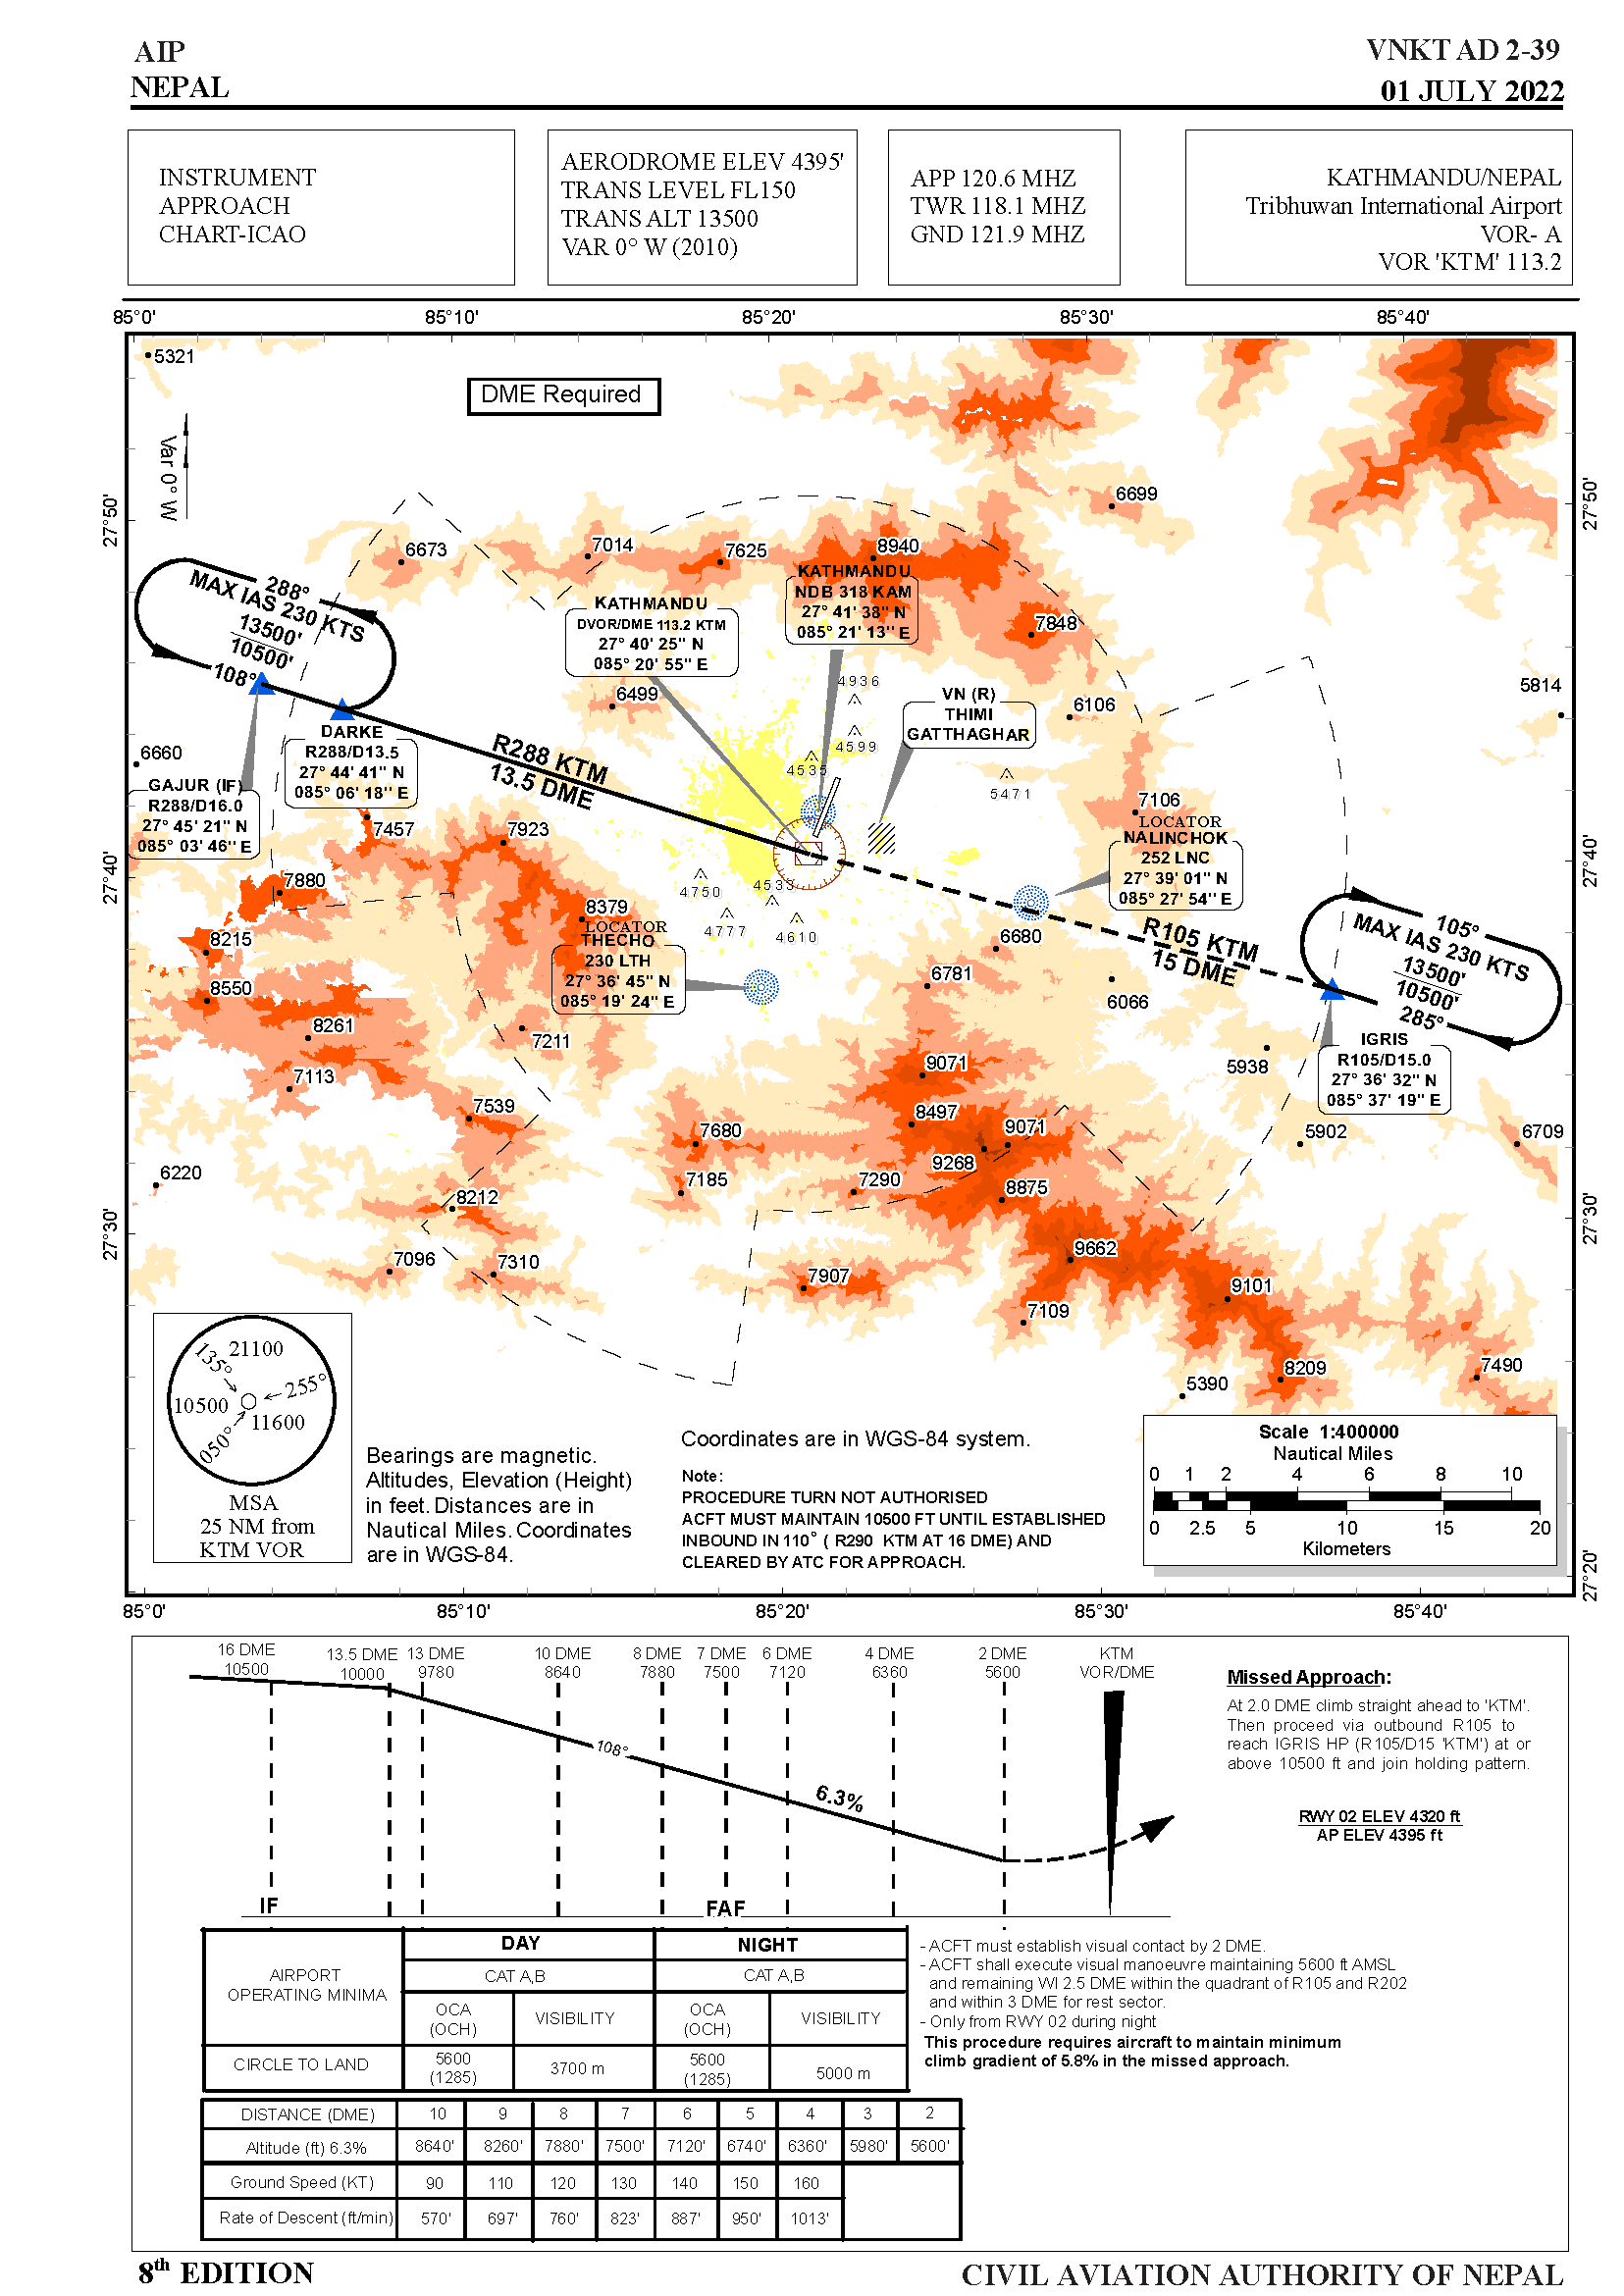 AIP
NEPAL
VNKT AD 2-39
01 JULY 2022
INSTRUMENT
APPROACH
CHART-ICAO
AERODROME ELEV 4395'
TRANS LEVEL FL150
TRANS ALT 13500
VAR 0° W (2010)
APP 120.6 MHZ
TWR 118.1 MHZ
GND 121.9 MHZ
KATHMANDU/NEPAL
Tribhuwan International Airport
VOR- A
VOR 'KTM' 113.2
85°0' 85°10' 85°20' 85°30' 85°40'
5321
DME Required
Var 0° W
27°50'
27°50'
6699
6673
7014
7625
8940
288°
MAX IAS 230 KTS
13500'
10500'
108°
KATHMANDU
DVOR/DME 113.2 KTM
27° 40' 25" N
085° 20' 55" E
KATHMANDU
NDB 318 KAM
27° 41' 38" N
085° 21' 13" E
7848
4936
6499
VN (R)
THIMI
GATTHAGHAR
6106
5814
4599
4535
5471
6660
DARKE
R288/D13.5
27° 44' 41" N
085° 06' 18" E
R288 KTM
13.5 DME
GAJUR (IF)
R288/D16.0
27° 45' 21" N
085° 03' 46" E
7457
7923
7106
LOCATOR
NALINCHOK
252 LNC
27° 39' 01" N
085° 27' 54" E
27°40'
27°40'
7880
4750
4533
4777
4610
8379
LOCATOR
THECHO
230 LTH
27° 36' 45" N
085° 19' 24" E
8215
8550
8261
7113
7211
6680
6781
6066
R105 KTM
15 DME
105°
MAX IAS 230 KTS
13500'
10500'
285°
IGRIS
R105/D15.0
27° 36' 32" N
085° 37' 19" E
5938
9071
8497
9071
9268
7539
7680
7185
7290
8875
5902
6709
6220
8212
27°30'
27°30'
7096
7310
7907
9662
9101
7109
8209
7490
5390
21100
135°
255°
10500
11600
050°
MSA
25 NM from
KTM VOR
Bearings are magnetic.
Altitudes, Elevation (Height)
in feet. Distances are in
Nautical Miles. Coordinates
are in WGS-84.
Coordinates are in WGS-84 system.
Note:
PROCEDURE TURN NOT AUTHORISED
ACFT MUST MAINTAIN 10500 FT UNTIL ESTABLISHED
INBOUND IN 110° ( R290 KTM AT 16 DME) AND
CLEARED BY ATC FOR APPROACH.
Scale 1:400000
Nautical Miles
0 1 2 4 6 8 10
0 2.5 5 10 15 20
Kilometers
27°20'
85°0' 85°10' 85°20' 85°30' 85°40'
16 DME 13.5 DME 13 DME 10 DME 8 DME 7 DME 6 DME 4 DME 2 DME KTM
10500 10000 9780 8640 7880 7500 7120 6360 5600 VOR/DME
108°
6.3%
IF
FAF
Missed Approach:
At 2.0 DME climb straight ahead to 'KTM'.
Then proceed via outbound R105 to
reach IGRIS HP (R105/D15 'KTM') at or
above 10500 ft and join holding pattern.
RWY 02 ELEV 4320 ft
AP ELEV 4395 ft
AIRPORT
OPERATING MINIMA
DAY NIGHT
CAT A,B CAT A,B
OCA
(OCH)
VISIBILITY
OCA
(OCH)
VISIBILITY
CIRCLE TO LAND
5600
(1285)
3700 m
5600
(1285)
5000 m
- ACFT must establish visual contact by 2 DME.
- ACFT shall execute visual manoeuvre maintaining 5600 ft AMSL
and remaining WI 2.5 DME within the quadrant of R105 and R202
and within 3 DME for rest sector.
- Only from RWY 02 during night
This procedure requires aircraft to maintain minimum
climb gradient of 5.8% in the missed approach.
DISTANCE (DME) 10 9 8 7 6 5 4 3 2
Altitude (ft) 6.3% 8640' 8260' 7880' 7500' 7120' 6740' 6360' 5980' 5600'
Ground Speed (KT) 90 110 120 130 140 150 160
Rate of Descent (ft/min) 570' 697' 760' 823' 887' 950' 1013'
8th EDITION
CIVIL AVIATION AUTHORITY OF NEPAL